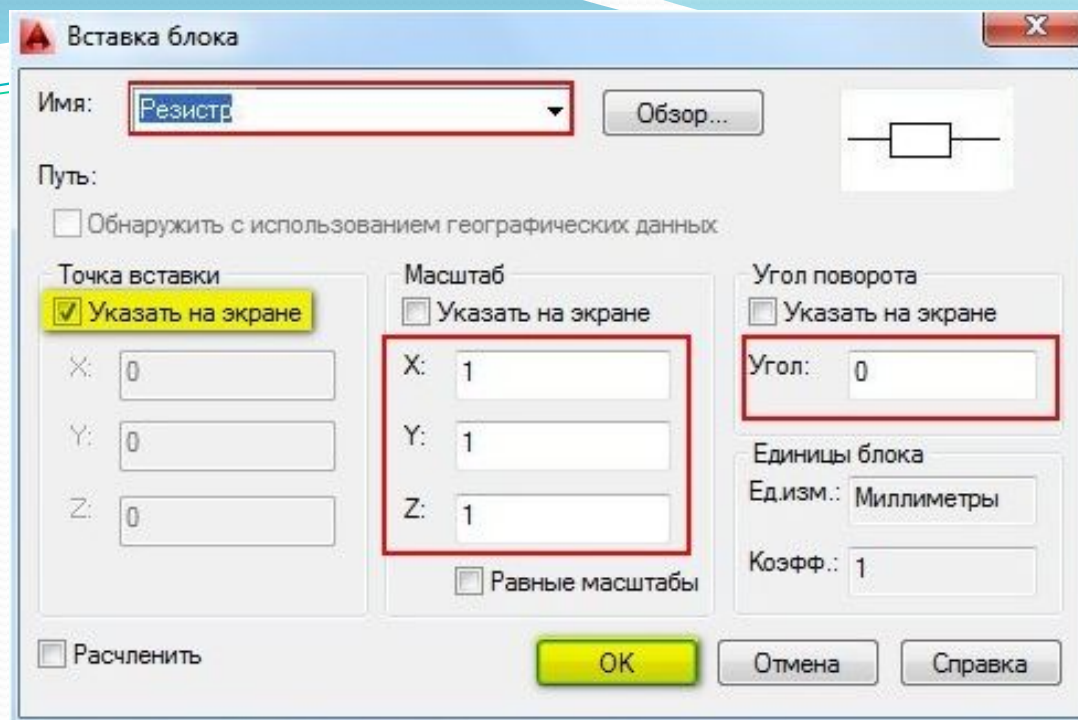 Вставка блока
Имя: Резистр Обзор...
Путь:
Обнаружить с использованием географических данных
Точка вставки
Указать на экране
X: 0
Y: 0
Z: 0
Масштаб
Указать на экране
X: 1
Y: 1
Z: 1
Равные масштабы
Угол поворота
Указать на экране
Угол: 0
Единицы блока
Ед.изм.: Миллиметры
Коэфф.: 1
Расчленить
OK Отмена Справка